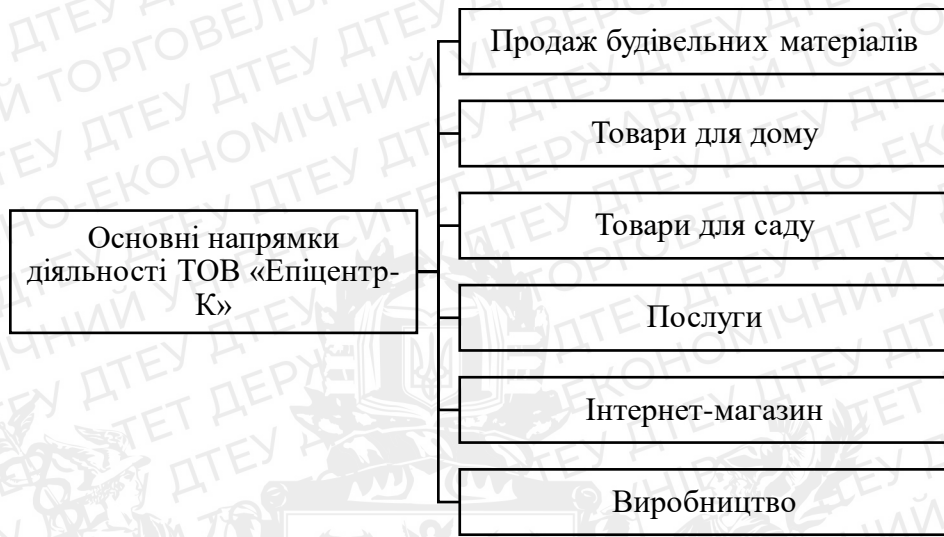 Продаж будівельних матеріалів
Товари для дому
Товари для саду
Основні напрямки
діяльності ТОВ «Епіцентр-
К»
Послуги
Інтернет-магазин
Виробництво